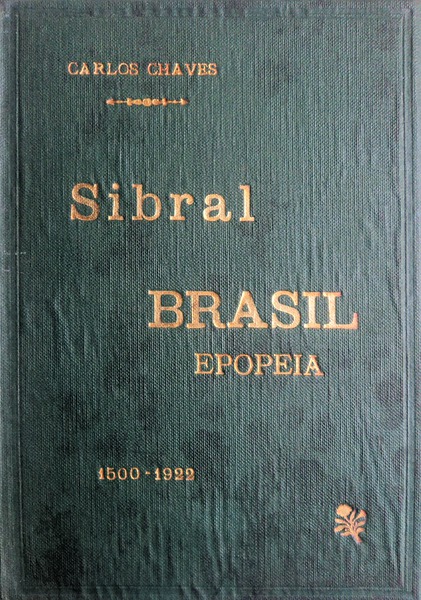 CARLOS CHAVES
Sibral
BRASIL
EPOPEIA
1500-1922